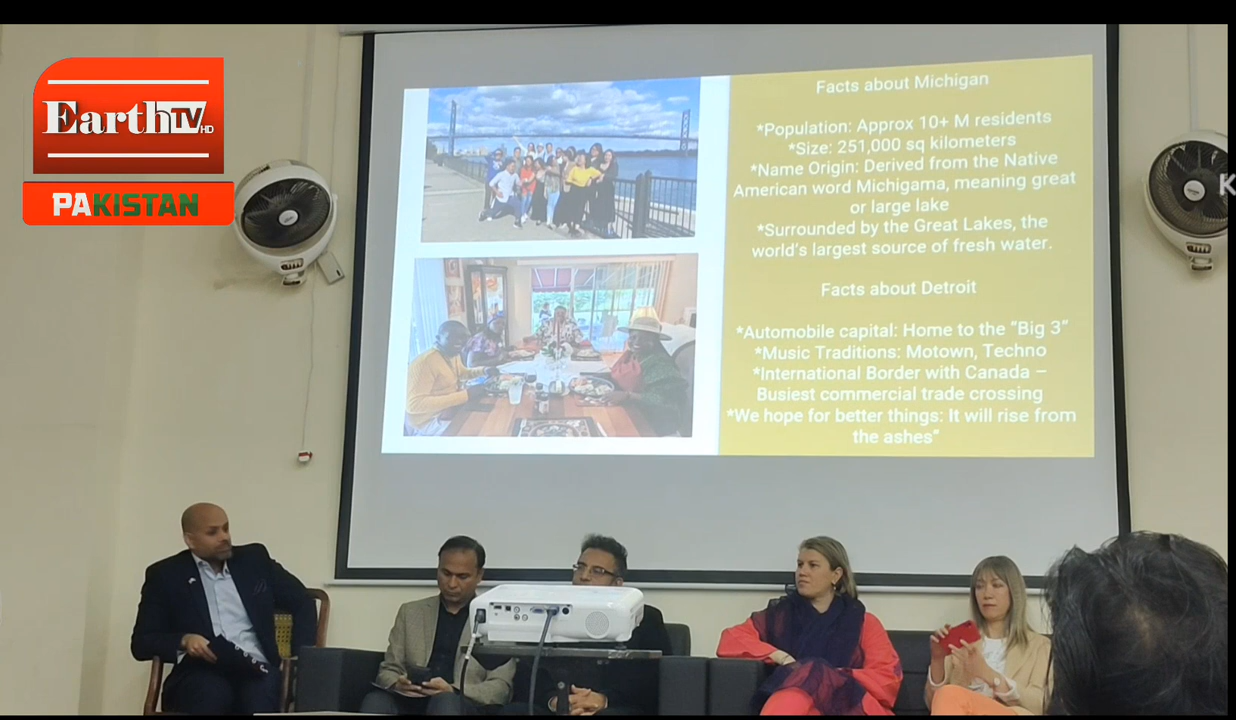 Earth TV HD
PAKISTAN
Facts about Michigan
*Population: Approx 10+ M residents
*Size: 251,000 sq kilometers
*Name Origin: Derived from the Native
American word Michigama, meaning great
or large lake
*Surrounded by the Great Lakes, the
world's largest source of fresh water.
Facts about Detroit
*Automobile capital: Home to the "Big 3"
*Music Traditions: Motown, Techno
*International Border with Canada –
Busiest commercial trade crossing
*We hope for better things: It will rise from
the ashes"
K